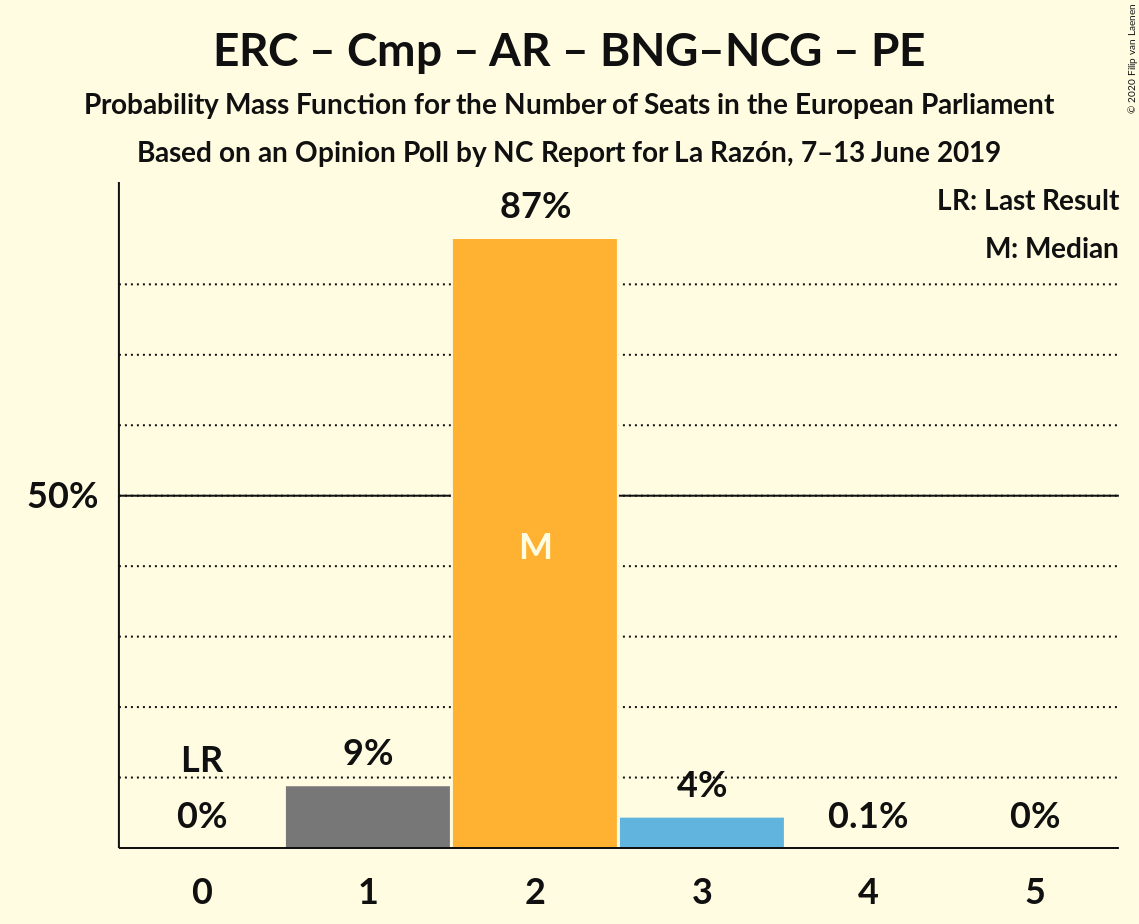 ERC – Cmp – AR – BNG–NCG – PE
Probability Mass Function for the Number of Seats in the European Parliament
Based on an Opinion Poll by NC Report for La Razón, 7–13 June 2019
© 2020 Filip van Laenen
LR: Last Result
M: Median
87%
50%
M
LR
9%
4%
0%
0.1%
0%
0 1 2 3 4 5